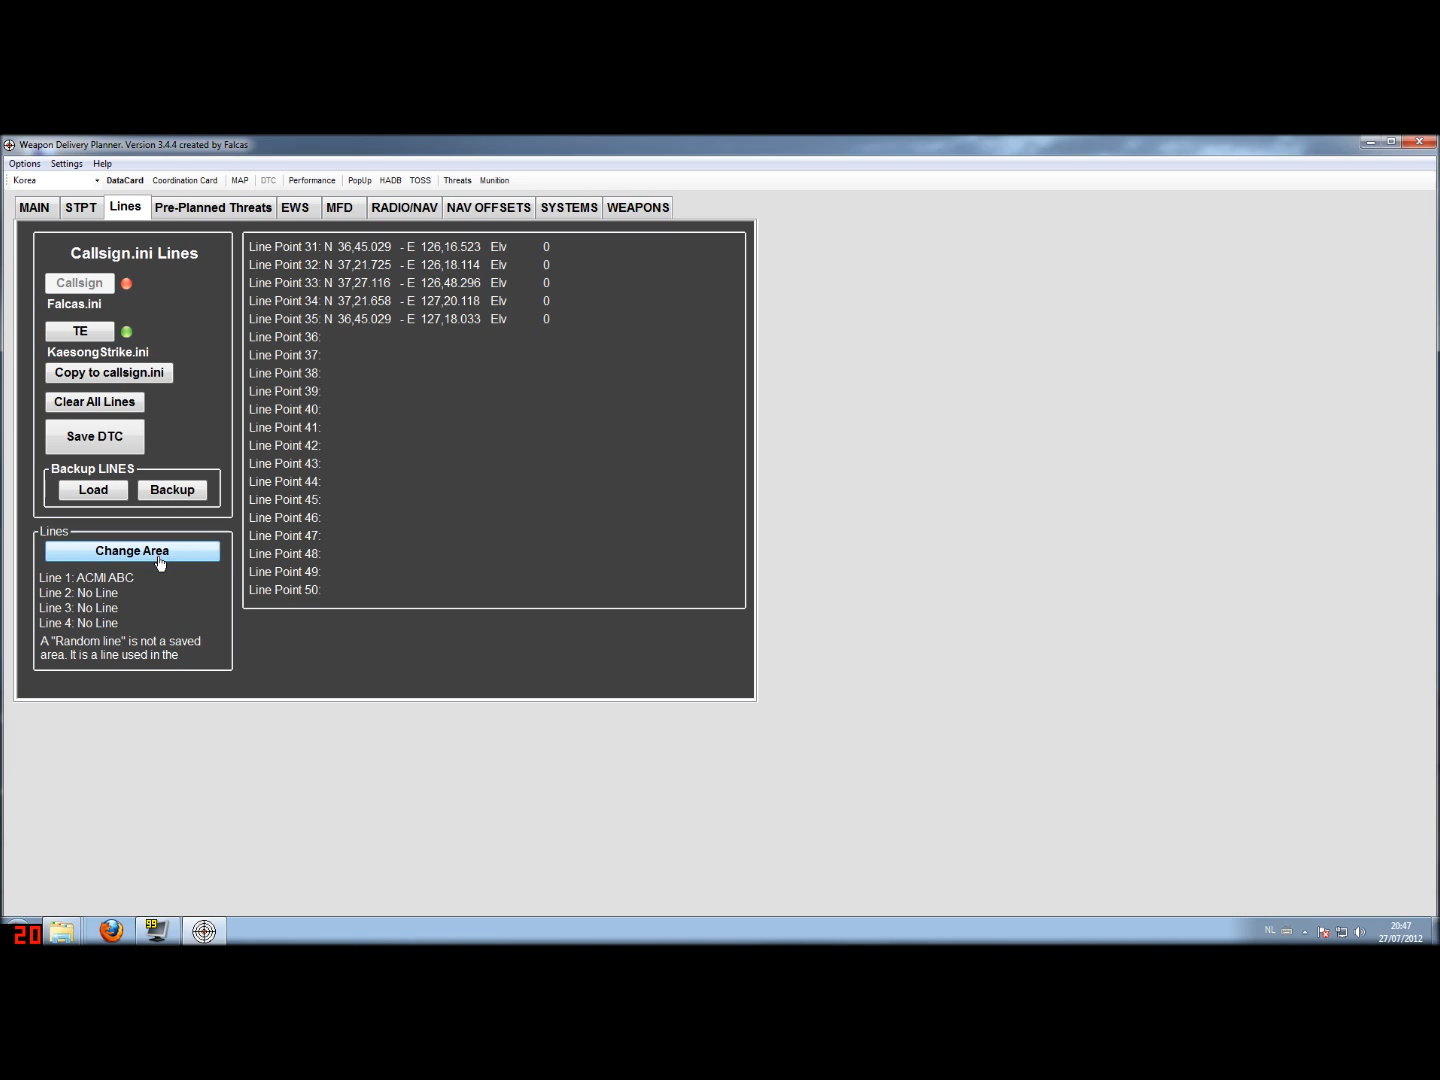 Weapon Delivery Planner. Version 3.4.4 created by Falcas
Options Settings Help
Korea DataCard Coordination Card MAP DTC Performance PopUp HADB TOSS Threats Munition
MAIN STPT Lines Pre-Planned Threats EWS MFD RADIO/NAV NAV OFFSETS SYSTEMS WEAPONS
Callsign.ini Lines
Callsign
Falcas.ini
TE
KaesongStrike.ini
Copy to callsign.ini
Clear All Lines
Save DTC
Backup LINES
Load Backup
Lines
Change Area
Line 1: ACMI ABC
Line 2: No Line
Line 3: No Line
Line 4: No Line
A "Random line" is not a saved
area. It is a line used in the
Line Point 31: N 36,45.029 - E 126,16.523 Elv 0
Line Point 32: N 37,21.725 - E 126,18.114 Elv 0
Line Point 33: N 37,27.116 - E 126,48.296 Elv 0
Line Point 34: N 37,21.658 - E 127,20.118 Elv 0
Line Point 35: N 36,45.029 - E 127,18.033 Elv 0
Line Point 36:
Line Point 37:
Line Point 38:
Line Point 39:
Line Point 40:
Line Point 41:
Line Point 42:
Line Point 43:
Line Point 44:
Line Point 45:
Line Point 46:
Line Point 47:
Line Point 48:
Line Point 49:
Line Point 50:
20
99
NL
20:47
27/07/2012